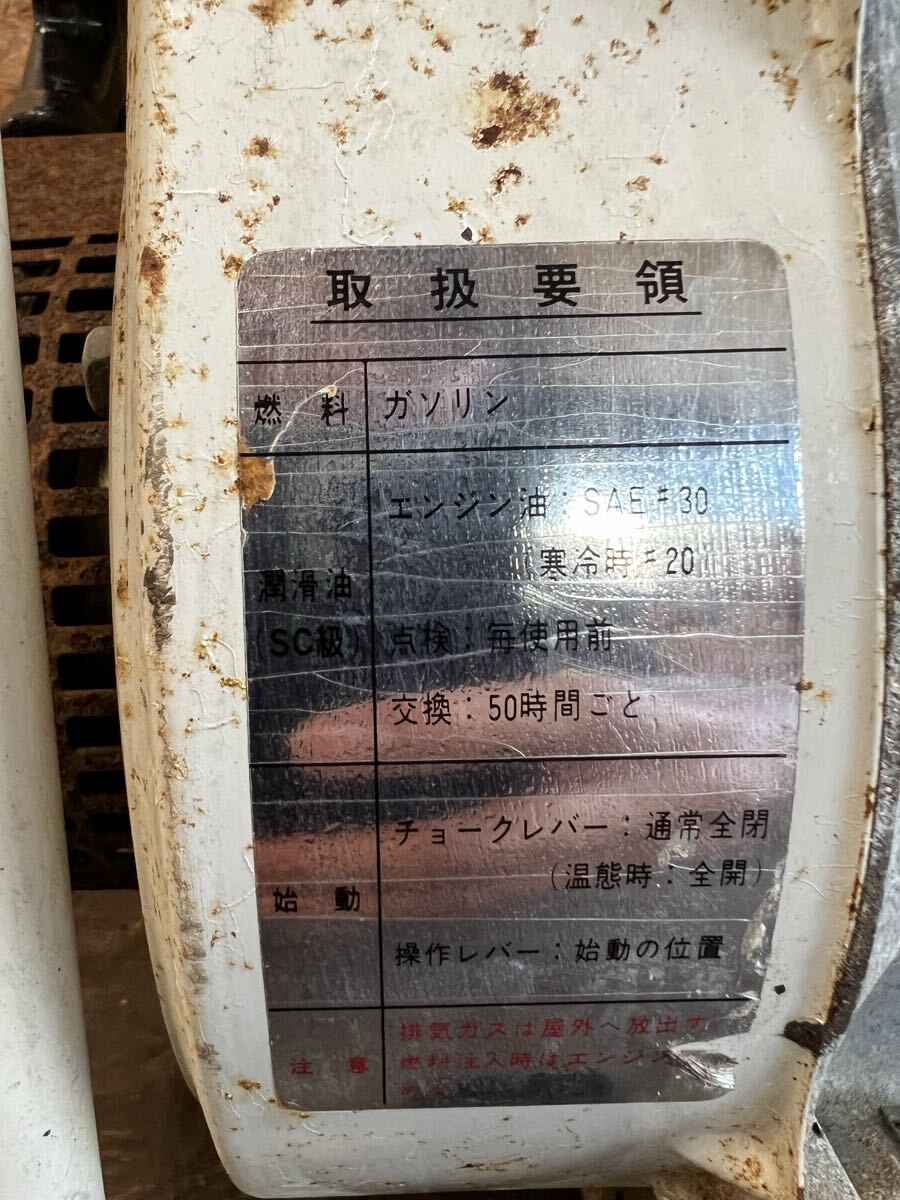 取扱要領
燃料 ガソリン
エンジン油：SAE♯30
寒冷時♯20
潤滑油
(SC級) 点検：毎使用前
交換：50時間ごと
チョークレバー：通常全閉
(温態時：全開)
始動
操作レバー：始動の位置
排気ガスは屋外へ放出す
注意 燃料注入時はエンジン